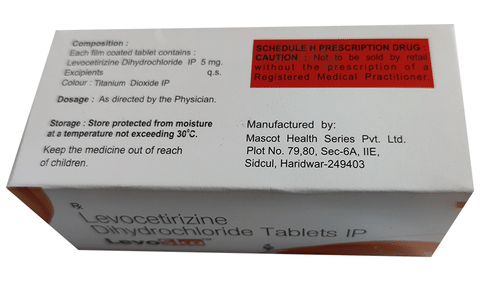 Composition :
Each film coated tablet contains :
Levocetirizine Dihydrochloride IP 5 mg.
Excipients q.s.
Colour : Titanium Dioxide IP
Dosage : As directed by the Physician.
Storage : Store protected from moisture
at a temperature not exceeding 30°C.
Keep the medicine out of reach
of children.
SCHEDULE H PRESCRIPTION DRUG :
CAUTION : Not to be sold by retail
without the prescription of a
Registered Medical Practitioner.
Manufactured by:
Mascot Health Series Pvt. Ltd.
Plot No. 79,80, Sec-6A, IIE,
Sidcul, Haridwar-249403
Rx
Levocetirizine
Dihydrochloride Tablets IP